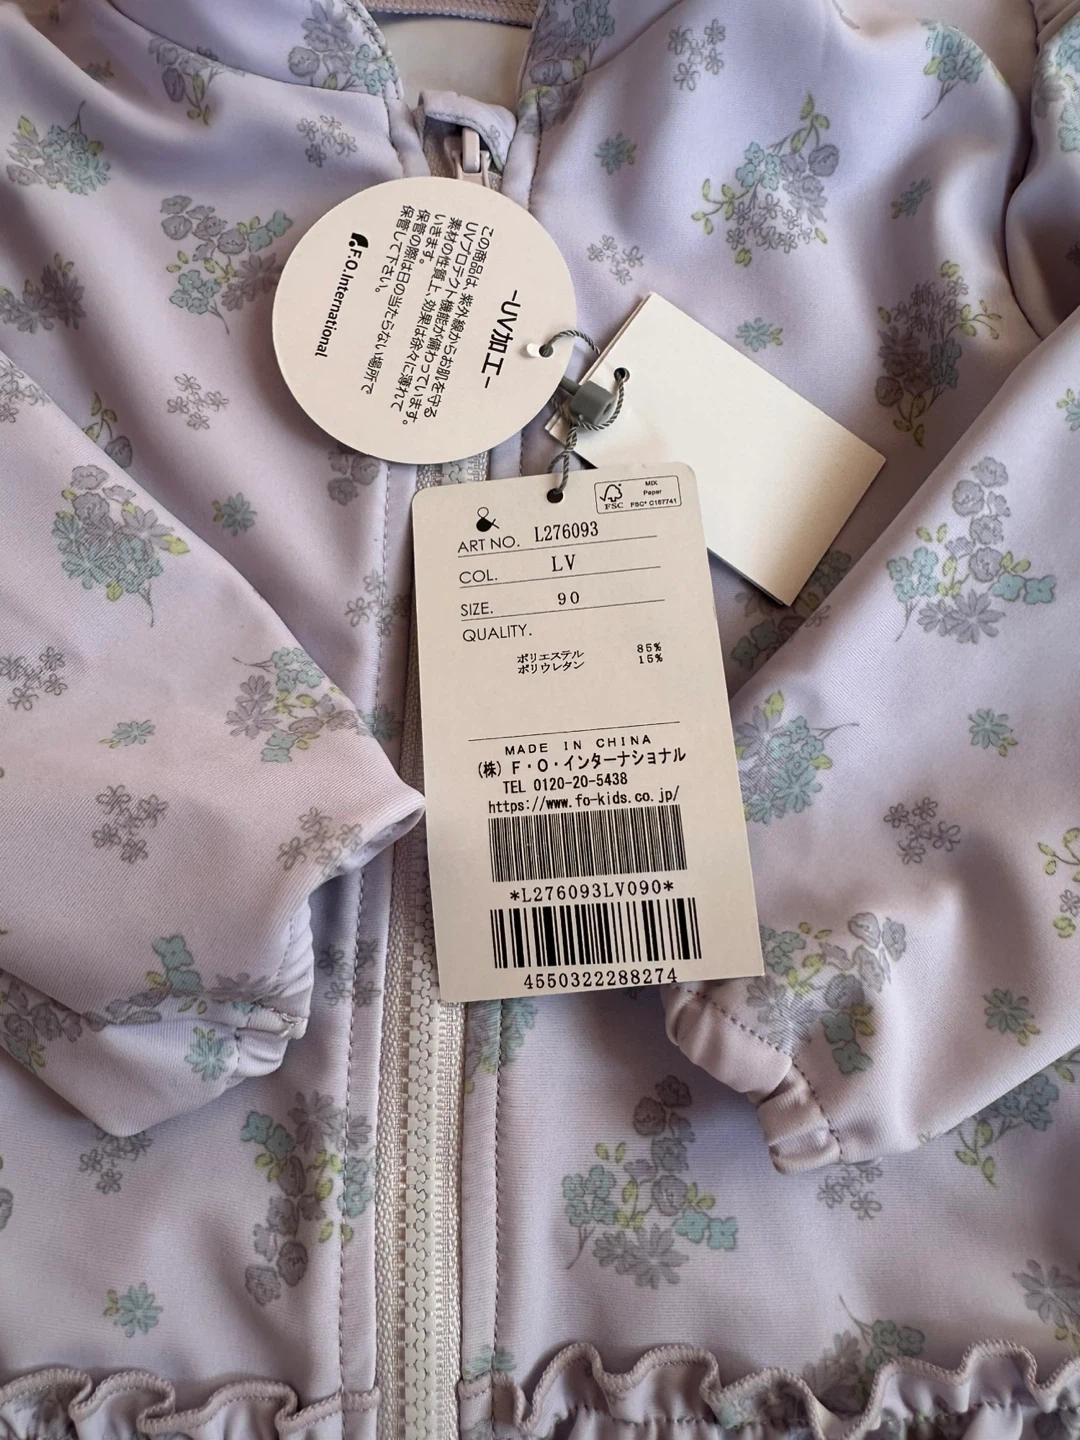 -UV加工-
この商品は、紫外線からお肌を守る
UVプロテクト機能が備わっています。
素材の性質上、効果は徐々に薄れて
いきます。
保管の際は日の当たらない場所で
保管して下さい。
F.O.International
FSC
MIX
Paper
FSC® C167741
&
ART NO. L276093
COL. LV
SIZE. 90
QUALITY.
ポリエステル 85%
ポリウレタン 15%
MADE IN CHINA
(株) F・O・インターナショナル
TEL 0120-20-5438
https://www.fo-kids.co.jp/
*L276093LV090*
4550322288274